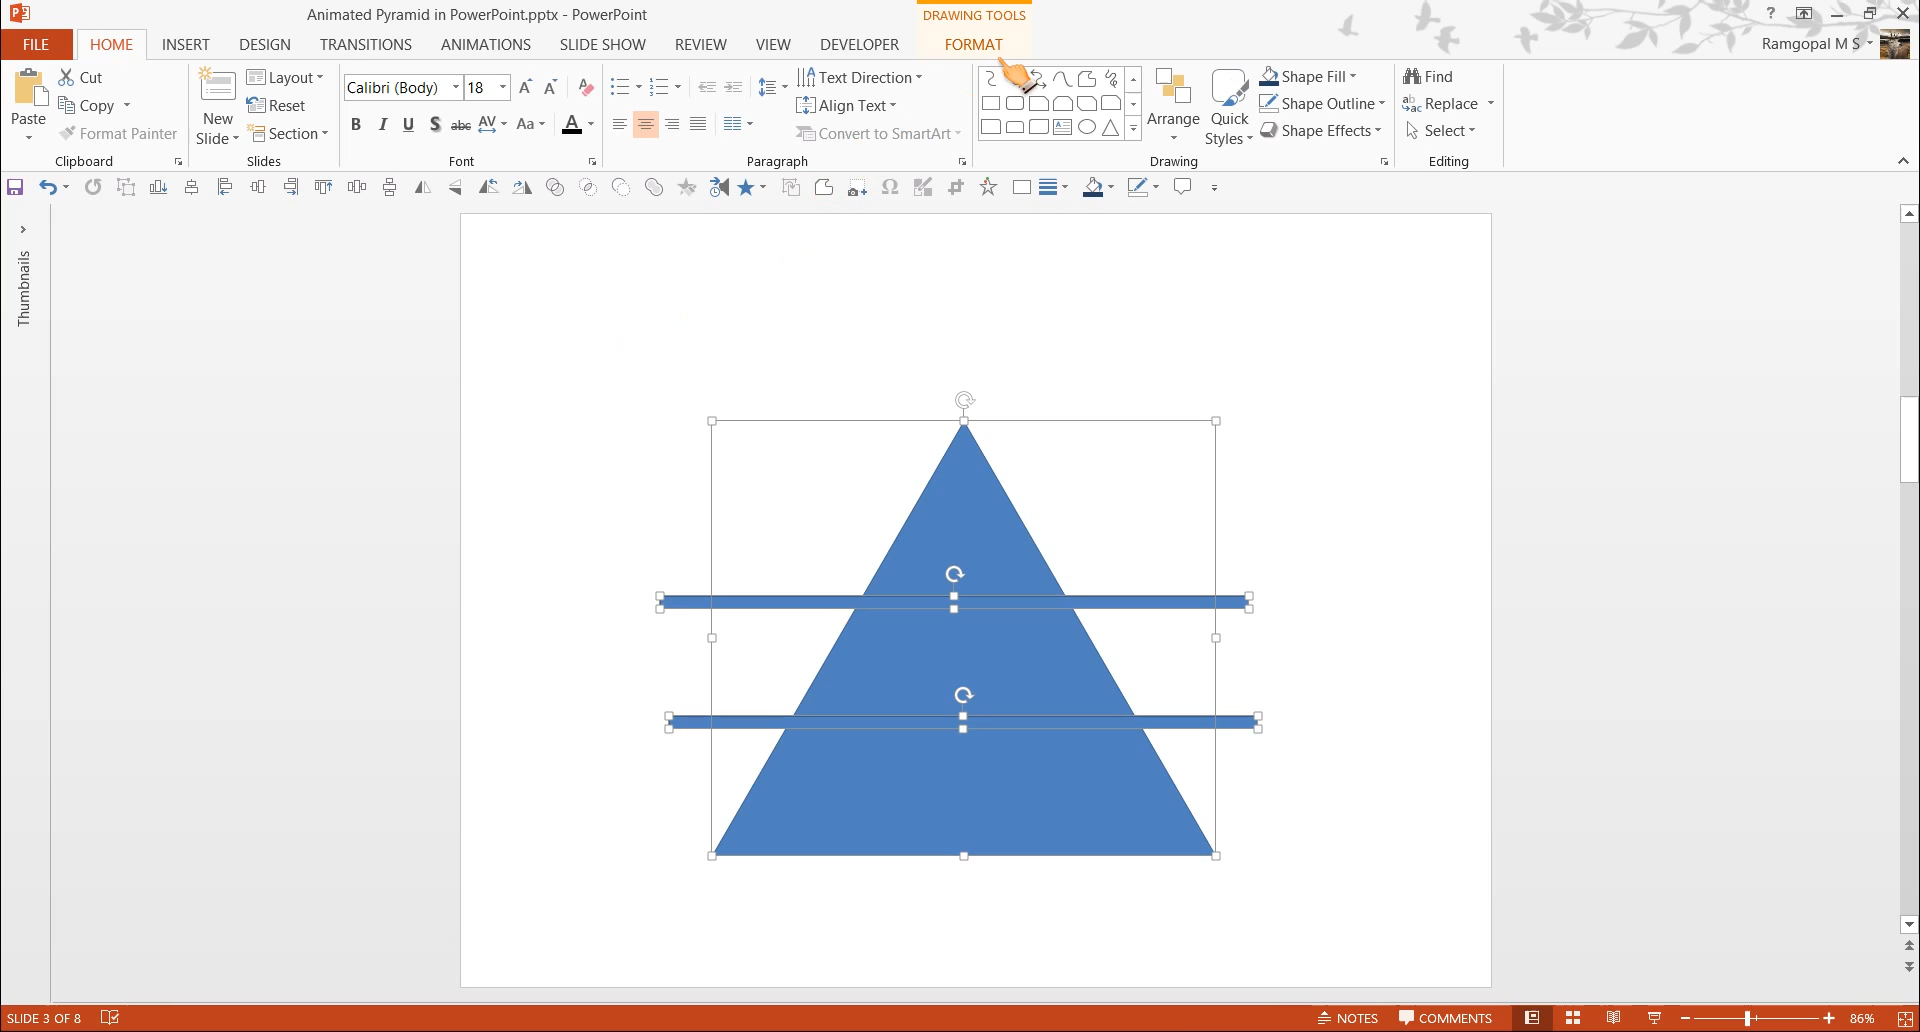 Animated Pyramid in PowerPoint.pptx - PowerPoint
DRAWING TOOLS
?
FILE HOME INSERT DESIGN TRANSITIONS ANIMATIONS SLIDE SHOW REVIEW VIEW DEVELOPER FORMAT
Ramgopal M S
Paste
Cut
Copy
Format Painter
Clipboard
New
Slide
Layout
Reset
Section
Slides
Calibri (Body) 18
B I U S abc AV Aa A
Font
Text Direction
Align Text
Convert to SmartArt
Paragraph
Arrange
Quick
Styles
Shape Fill
Shape Outline
Shape Effects
Drawing
Find
Replace
Select
Editing
Thumbnails
SLIDE 3 OF 8
NOTES
COMMENTS
86%